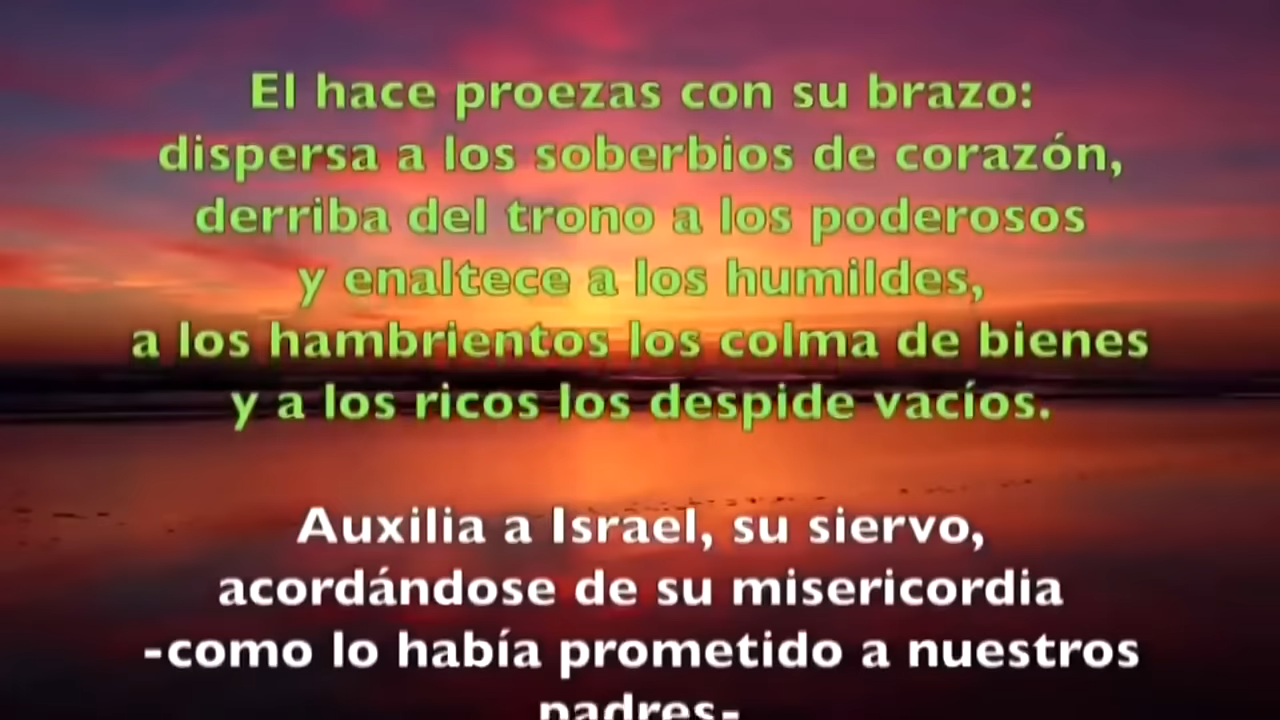 El hace proezas con su brazo:
dispersa a los soberbios de corazón,
derriba del trono a los poderosos
y enaltece a los humildes,
a los hambrientos los colma de bienes
y a los ricos los despide vacíos.
Auxilia a Israel, su siervo,
acordándose de su misericordia
-como lo había prometido a nuestros
padres-